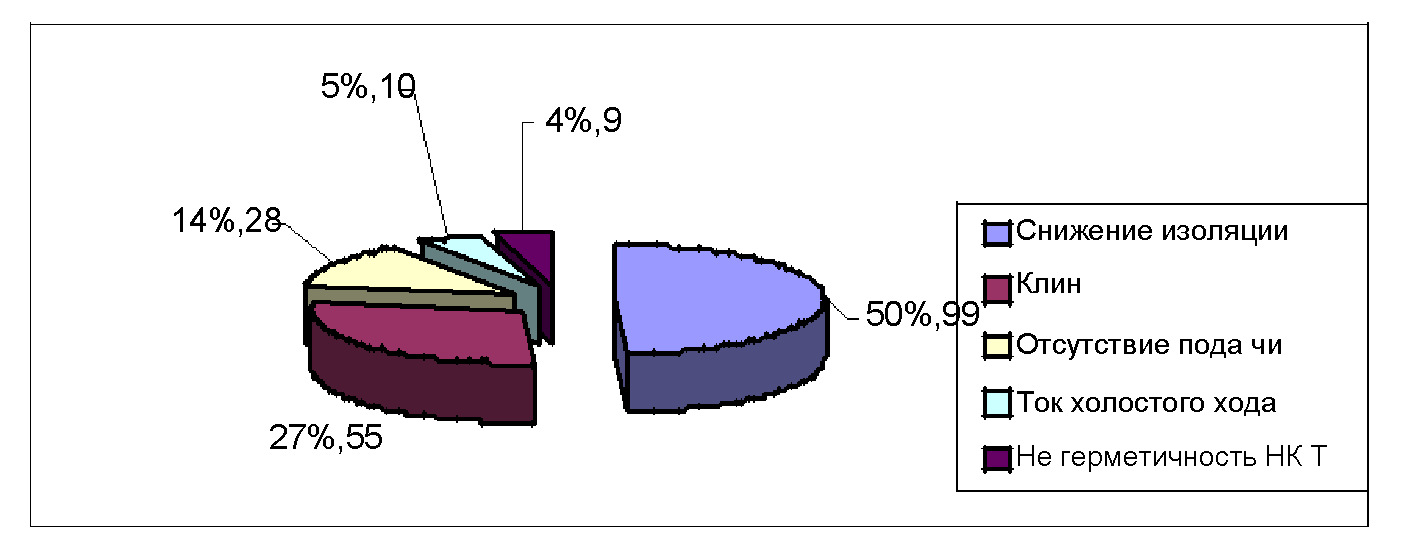 5%,10
4%,9
14%,28
50%,99
27%,55
Снижение изоляции
Клин
Отсутствие пода чи
Ток холостого хода
Не герметичность НК Т